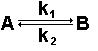 k₁
A ⇌ B
k₂